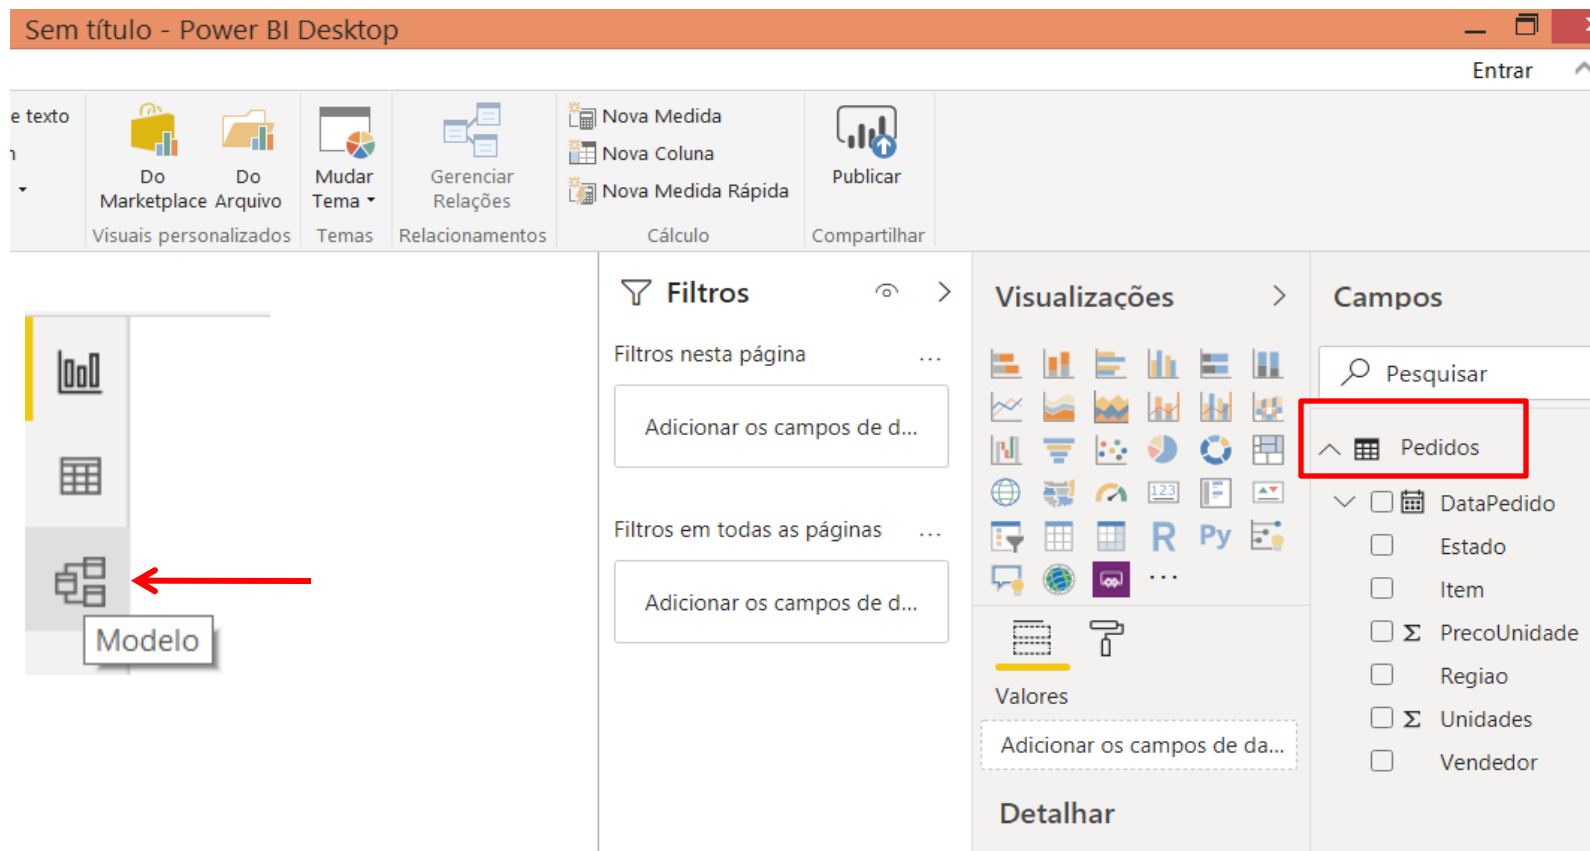 Sem título - Power BI Desktop
Entrar
e texto
Do
Marketplace
Do
Arquivo
Visuais personalizados
Mudar
Tema
Temas
Gerenciar
Relações
Relacionamentos
Nova Medida
Nova Coluna
Nova Medida Rápida
Cálculo
Publicar
Compartilhar
Modelo
Filtros
Filtros nesta página
...
Adicionar os campos de d...
Filtros em todas as páginas
...
Adicionar os campos de d...
Visualizações
123
R
Py
...
Valores
Adicionar os campos de da...
Detalhar
Campos
Pesquisar
Pedidos
DataPedido
Estado
Item
Σ PrecoUnidade
Regiao
Σ Unidades
Vendedor